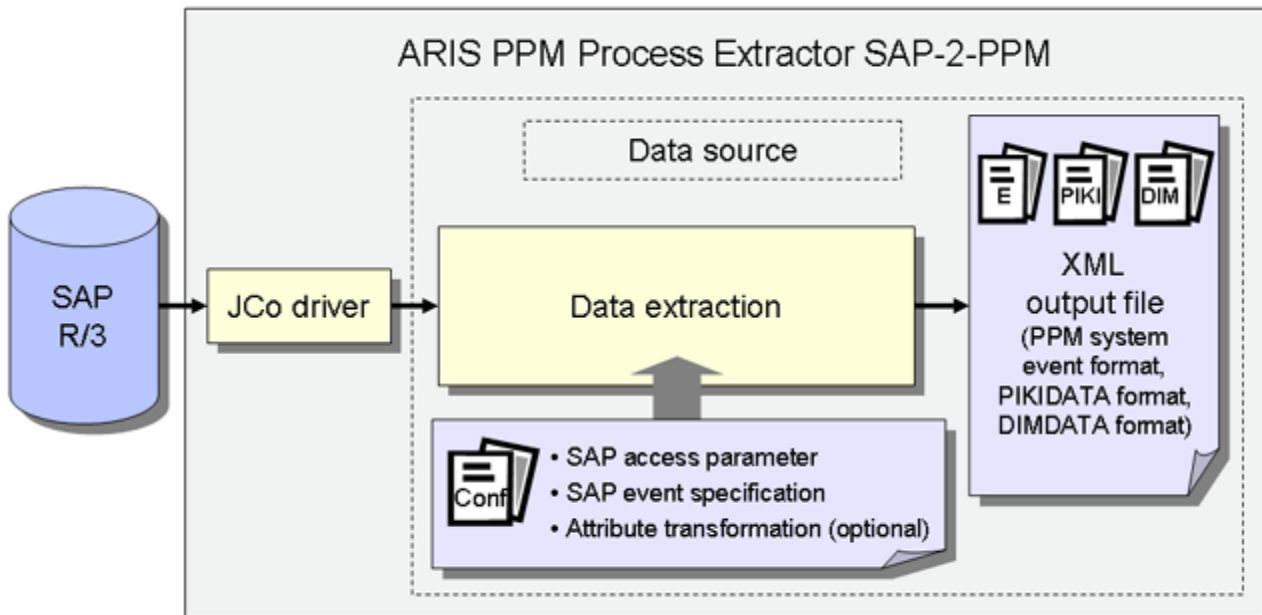 ARIS PPM Process Extractor SAP-2-PPM
Data source
SAP
R/3
JCo driver
Data extraction
E
PIKI
DIM
XML
output file
(PPM system
event format,
PIKIDATA format,
DIMDATA format)
Conf
• SAP access parameter
• SAP event specification
• Attribute transformation (optional)